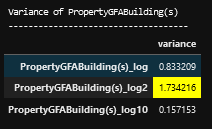 Variance of PropertyGFABuilding(s)
-----------------------------------
variance
PropertyGFABuilding(s)_log 0.833209
PropertyGFABuilding(s)_log2 1.734216
PropertyGFABuilding(s)_log10 0.157153